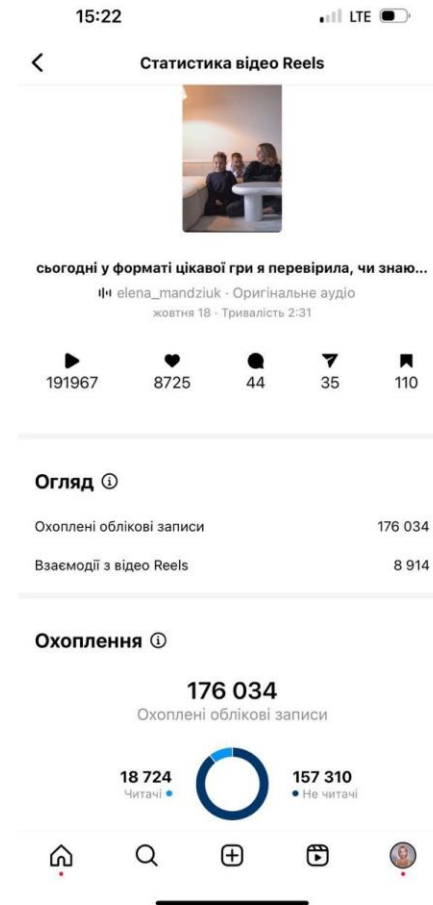 15:22
LTE
Статистика відео Reels
сьогодні у форматі цікавої гри я перевірила, чи знаю...
elena_mandziuk · Оригінальне аудіо
жовтня 18 · Тривалість 2:31
191967 8725 44 35 110
Огляд
Охоплені облікові записи 176 034
Взаємодії з відео Reels 8 914
Охоплення
176 034
Охоплені облікові записи
18 724 157 310
Читачі Не читачі